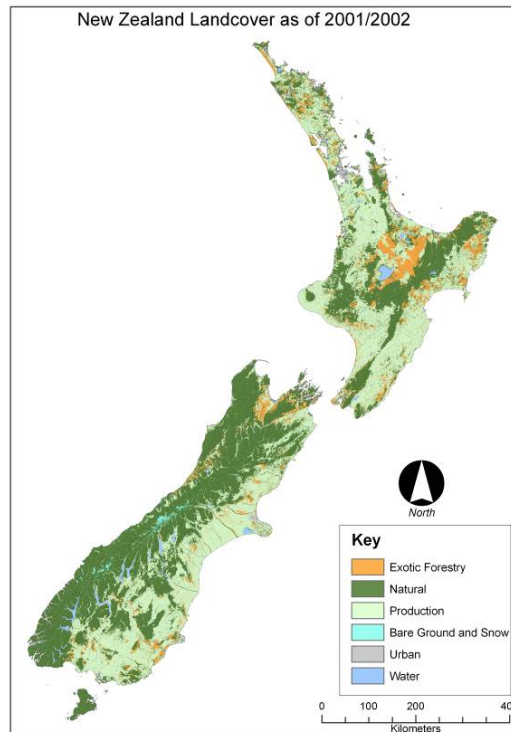 New Zealand Landcover as of 2001/2002
North
Key
Exotic Forestry
Natural
Production
Bare Ground and Snow
Urban
Water
0 100 200 40
Kilometers